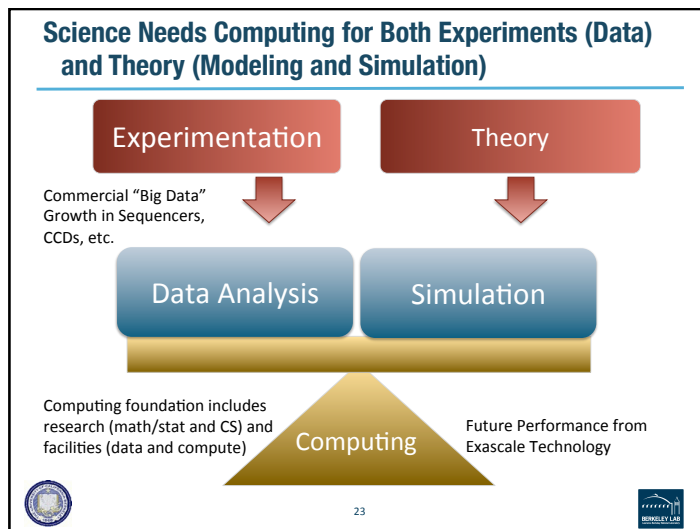 Science Needs Computing for Both Experiments (Data)
and Theory (Modeling and Simulation)
Experimentation
Theory
Commercial “Big Data”
Growth in Sequencers,
CCDs, etc.
Data Analysis
Simulation
Computing foundation includes
research (math/stat and CS) and
facilities (data and compute)
Computing
Future Performance from
Exascale Technology
23
BERKELEY LAB